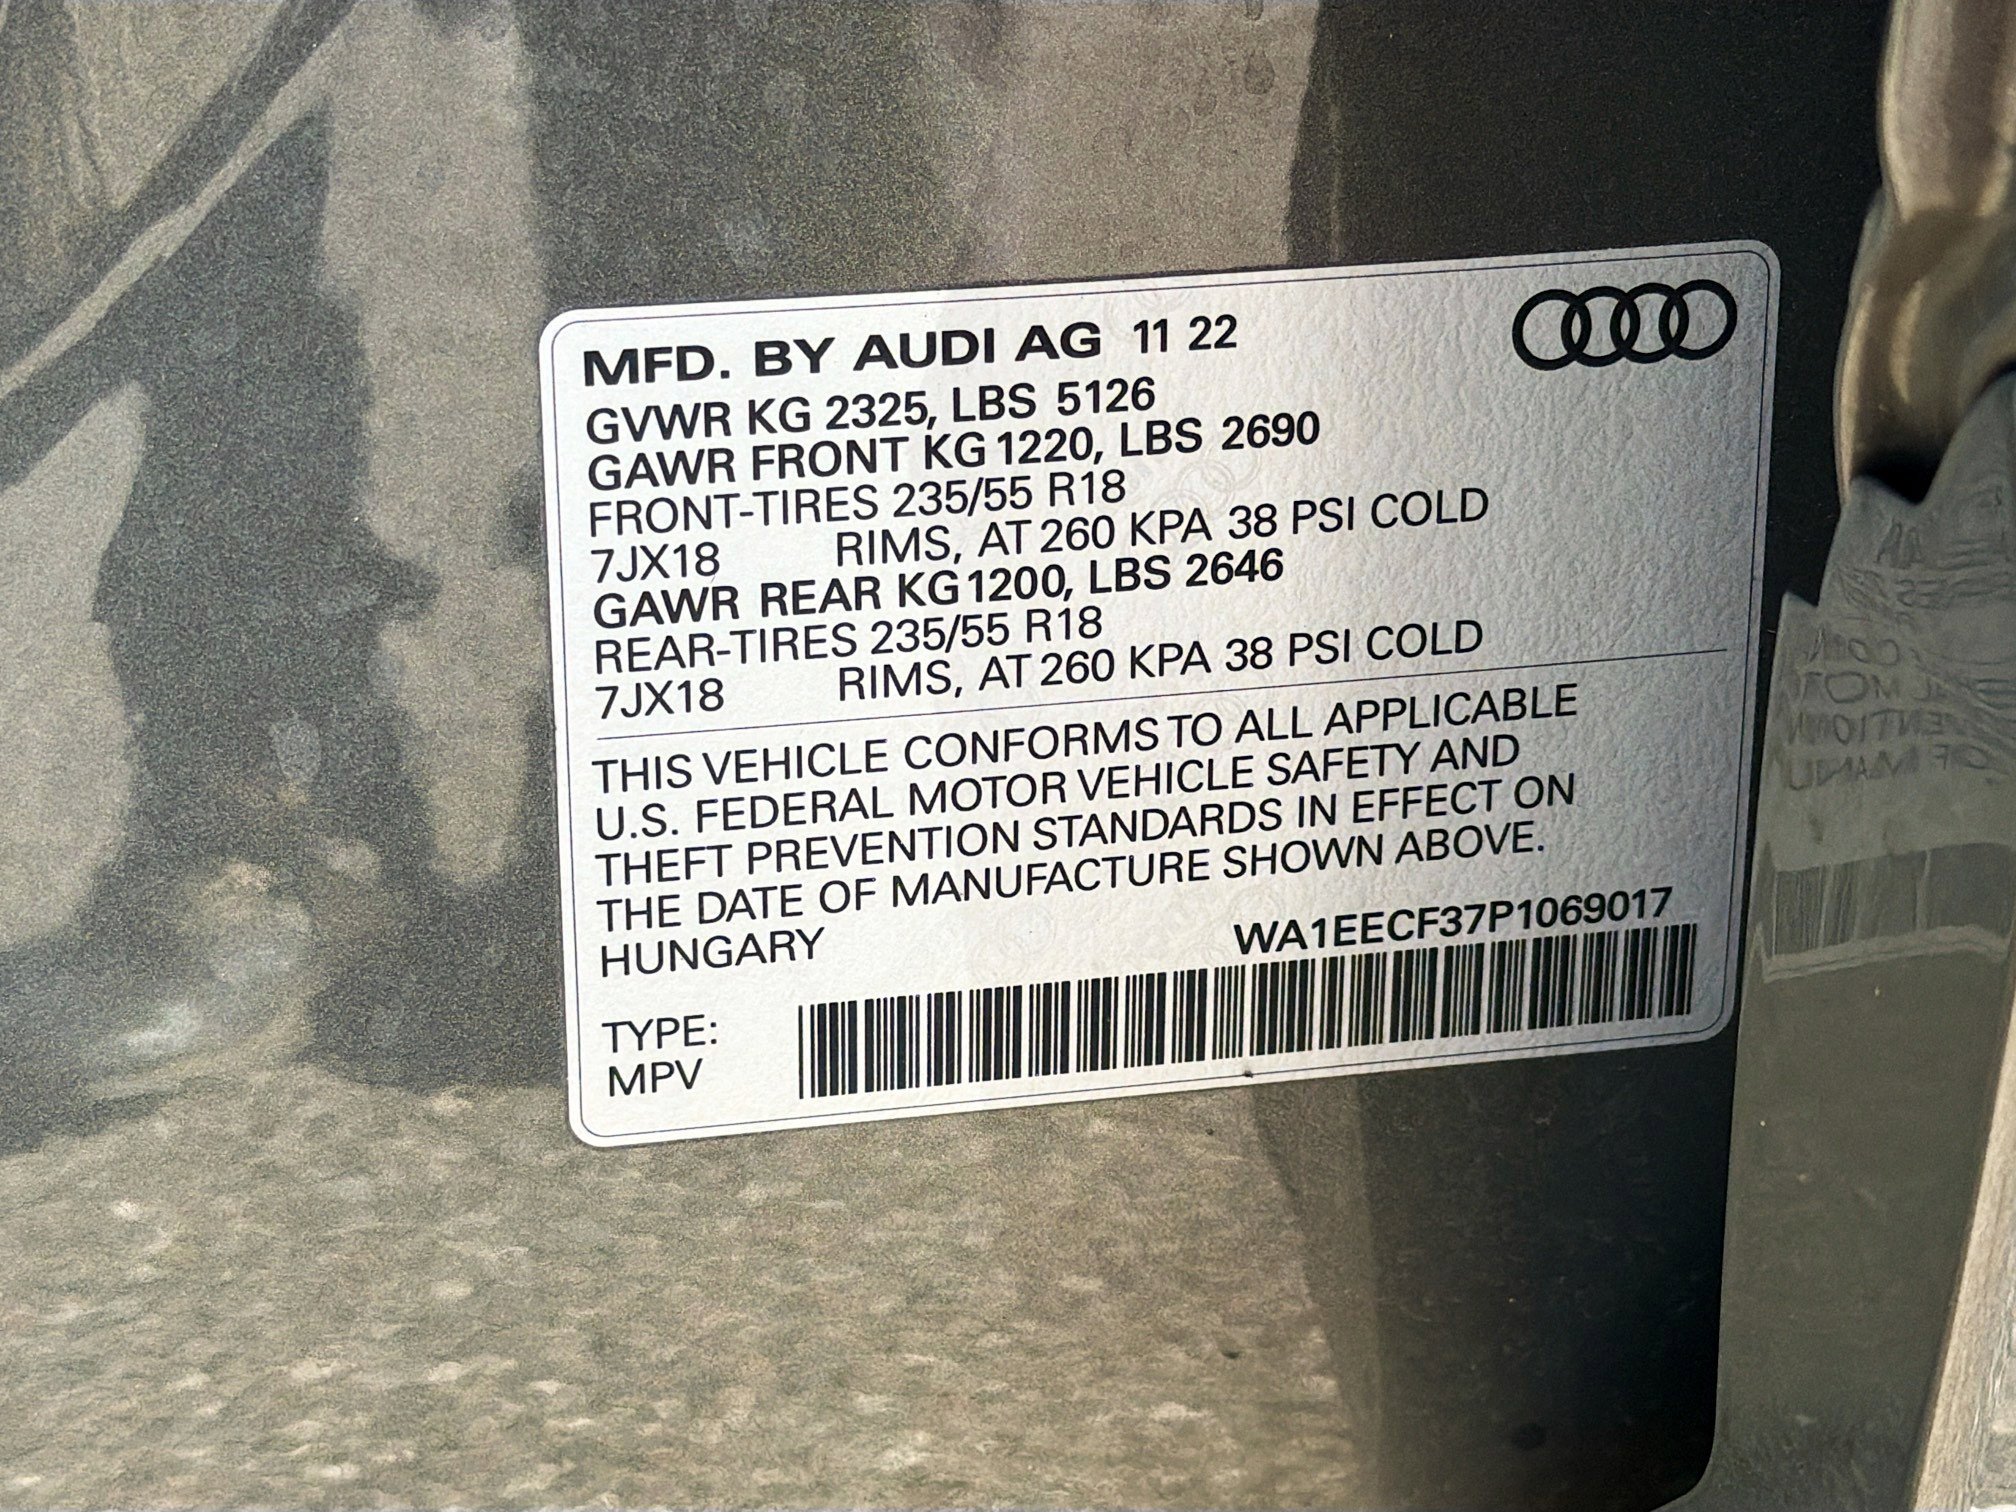 MFD. BY AUDI AG 11 22
GVWR KG 2325, LBS 5126
GAWR FRONT KG 1220, LBS 2690
FRONT-TIRES 235/55 R18
7JX18 RIMS, AT 260 KPA 38 PSI COLD
GAWR REAR KG 1200, LBS 2646
REAR-TIRES 235/55 R18
7JX18 RIMS, AT 260 KPA 38 PSI COLD
THIS VEHICLE CONFORMS TO ALL APPLICABLE
U.S. FEDERAL MOTOR VEHICLE SAFETY AND
THEFT PREVENTION STANDARDS IN EFFECT ON
THE DATE OF MANUFACTURE SHOWN ABOVE.
HUNGARY WA1EECF37P1069017
TYPE:
MPV